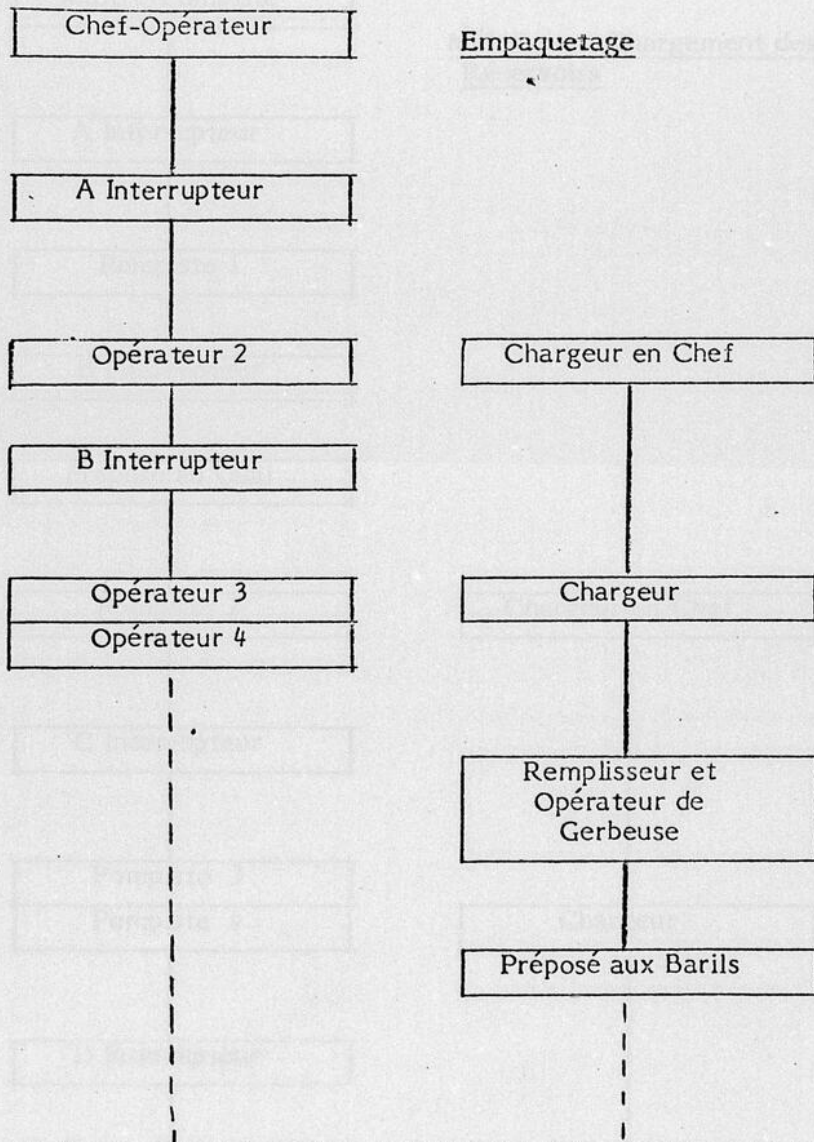 Chef-Opérateur
A Interrupteur
Opérateur 2
B Interrupteur
Opérateur 3
Opérateur 4
Empaquetage
Chargeur en Chef
Chargeur
Remplisseur et
Opérateur de
Gerbeuse
Préposé aux Barils